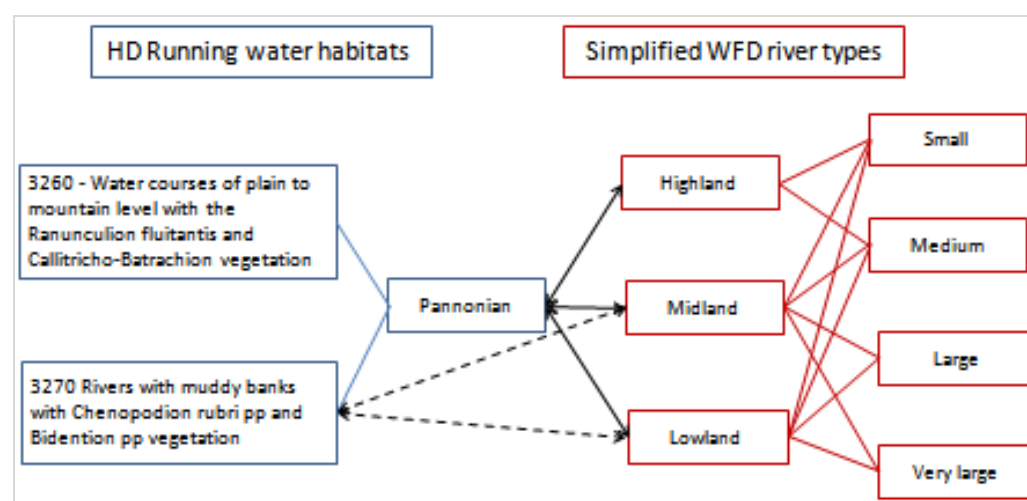 HD Running water habitats
Simplified WFD river types
3260 - Water courses of plain to
mountain level with the
Ranunculion fluitantis and
Callitricho-Batrachion vegetation
3270 Rivers with muddy banks
with Chenopodion rubri pp and
Bidention pp vegetation
Pannonian
Highland
Midland
Lowland
Small
Medium
Large
Very large